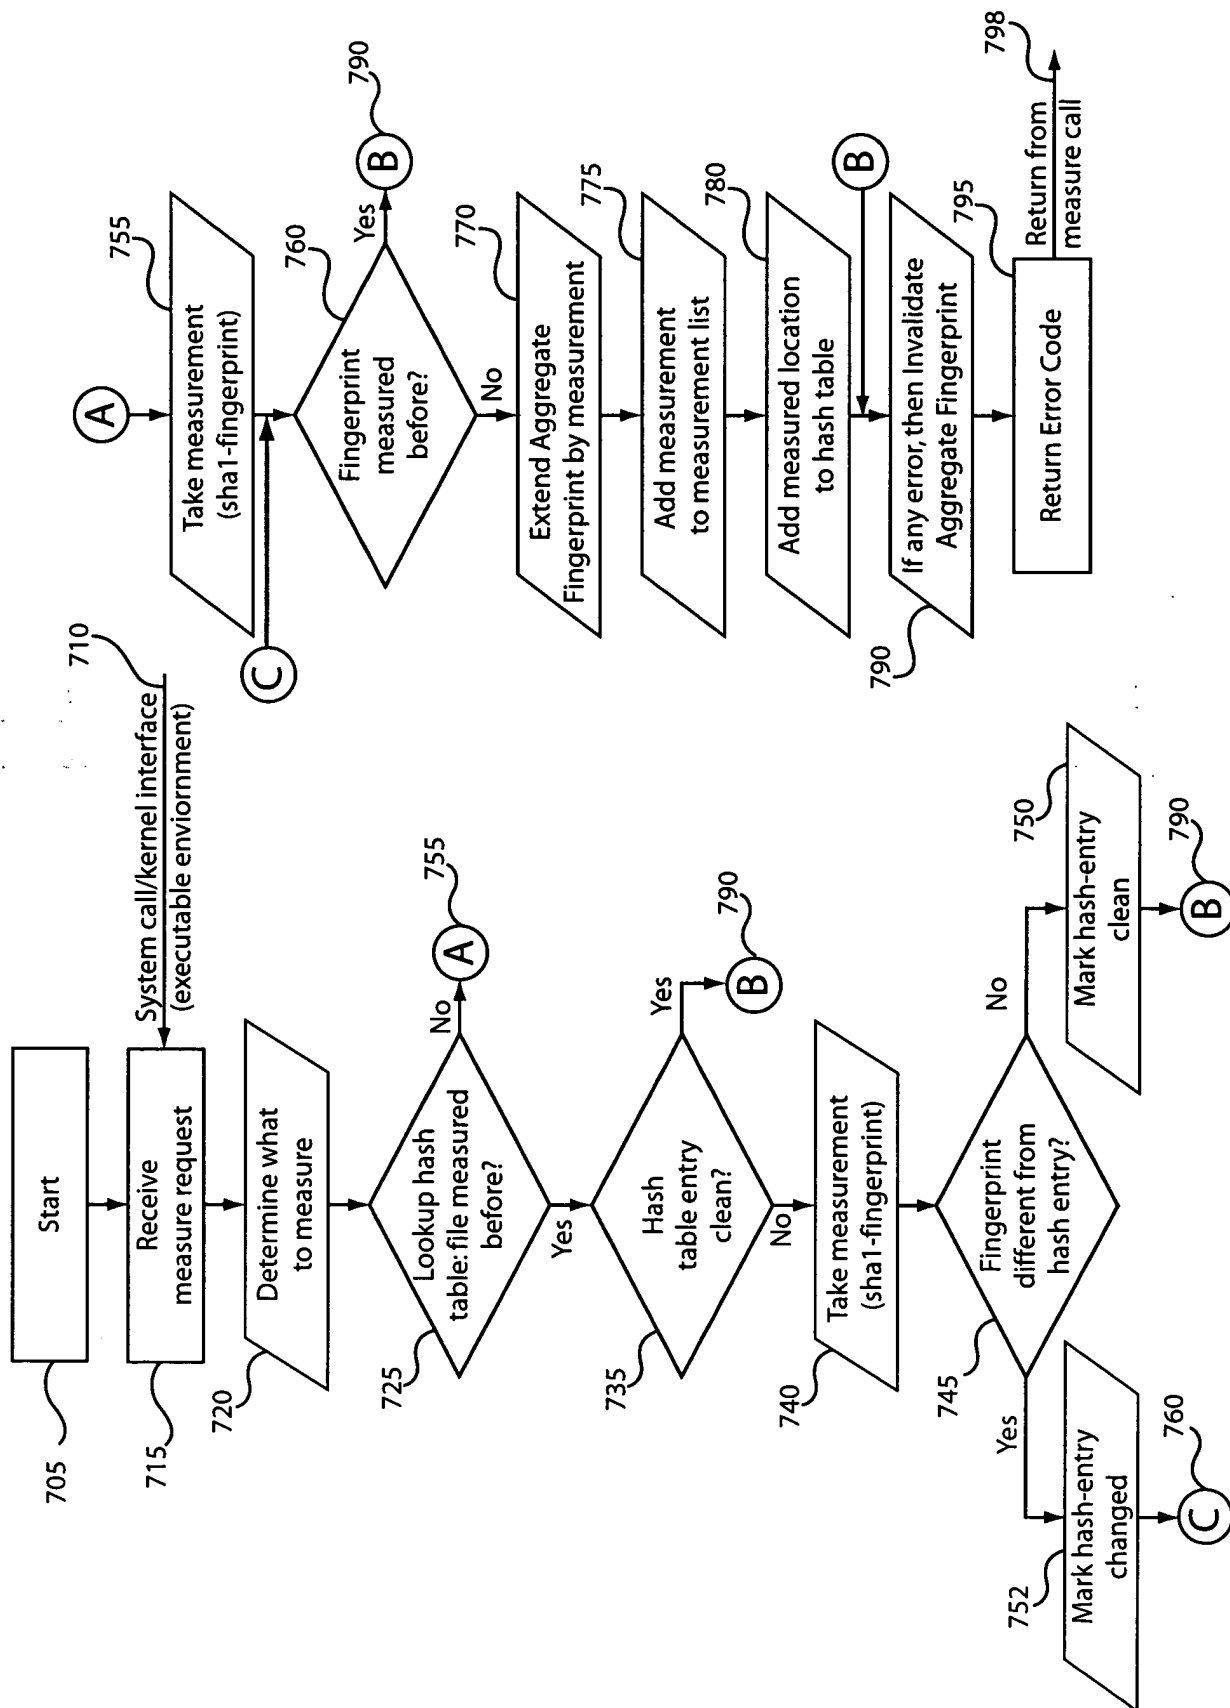 Start
705
System call/kernel interface
(executable enviornment)
710
Receive
measure request
715
Determine what
to measure
720
Lookup hash
table: file measured
before?
725
No
A
755
Yes
Hash
table entry
clean?
735
Yes
B
790
No
Take measurement
(sha1-fingerprint)
740
Fingerprint
different from
hash entry?
745
Yes
No
Mark hash-entry
changed
752
C
760
Mark hash-entry
clean
750
B
790
A
Take measurement
(sha1-fingerprint)
755
C
Fingerprint
measured
before?
760
Yes
B
790
No
Extend Aggregate
Fingerprint by measurement
770
Add measurement
to measurement list
775
Add measured location
to hash table
780
B
If any error, then Invalidate
Aggregate Fingerprint
790
Return Error Code
795
Return from
measure call
798